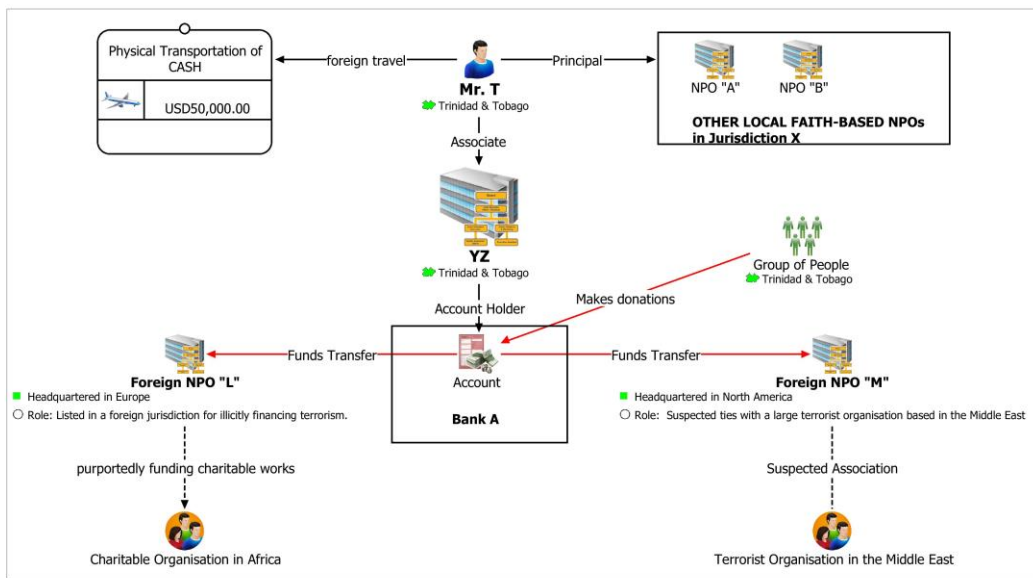 Physical Transportation of
CASH
USD50,000.00
foreign travel
Mr. T
Trinidad & Tobago
Principal
NPO "A"
NPO "B"
OTHER LOCAL FAITH-BASED NPOs
in Jurisdiction X
Associate
YZ
Trinidad & Tobago
Group of People
Trinidad & Tobago
Makes donations
Account Holder
Funds Transfer
Account
Funds Transfer
Bank A
Foreign NPO "L"
Headquartered in Europe
Role: Listed in a foreign jurisdiction for illicitly financing terrorism.
Foreign NPO "M"
Headquartered in North America
Role: Suspected ties with a large terrorist organisation based in the Middle East
purportedly funding charitable works
Suspected Association
Charitable Organisation in Africa
Terrorist Organisation in the Middle East